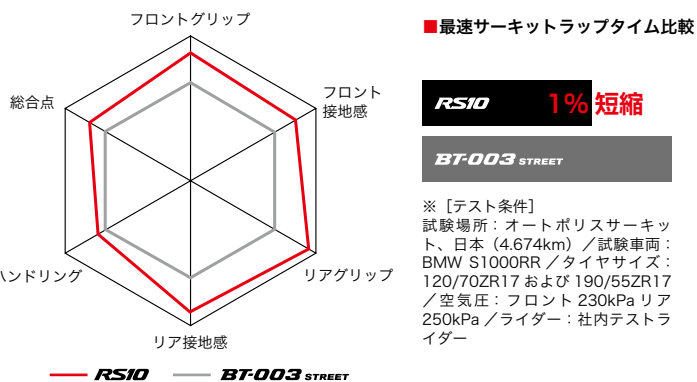 フロントグリップ
フロント
接地感
リアグリップ
リア接地感
ハンドリング
総合点
RS10
BT-003 STREET
■最速サーキットラップタイム比較
RS10 1%短縮
BT-003 STREET
※［テスト条件］
試験場所：オートポリスサーキッ
ト、日本（4.674km）／試験車両：
BMW S1000RR ／タイヤサイズ：
120/70ZR17 および 190/55ZR17
／空気圧：フロント 230kPa リア
250kPa ／ライダー：社内テストラ
イダー